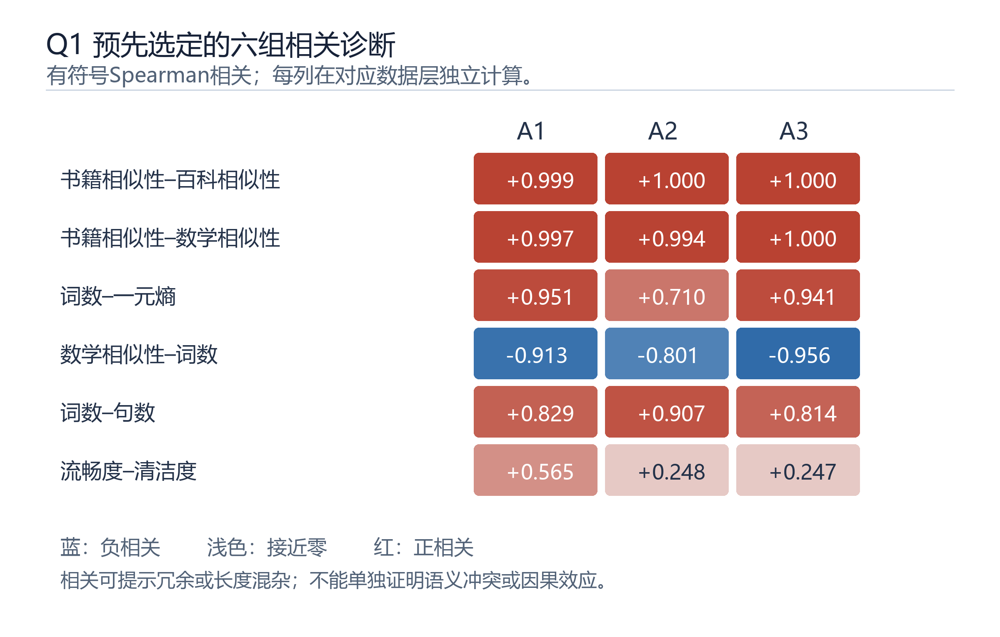 Q1 预先选定的六组相关诊断
有符号Spearman相关；每列在对应数据层独立计算。
A1 A2 A3
书籍相似性–百科相似性 +0.999 +1.000 +1.000
书籍相似性–数学相似性 +0.997 +0.994 +1.000
词数–一元熵 +0.951 +0.710 +0.941
数学相似性–词数 -0.913 -0.801 -0.956
词数–句数 +0.829 +0.907 +0.814
流畅度–清洁度 +0.565 +0.248 +0.247
蓝：负相关 浅色：接近零 红：正相关
相关可提示冗余或长度混杂；不能单独证明语义冲突或因果效应。